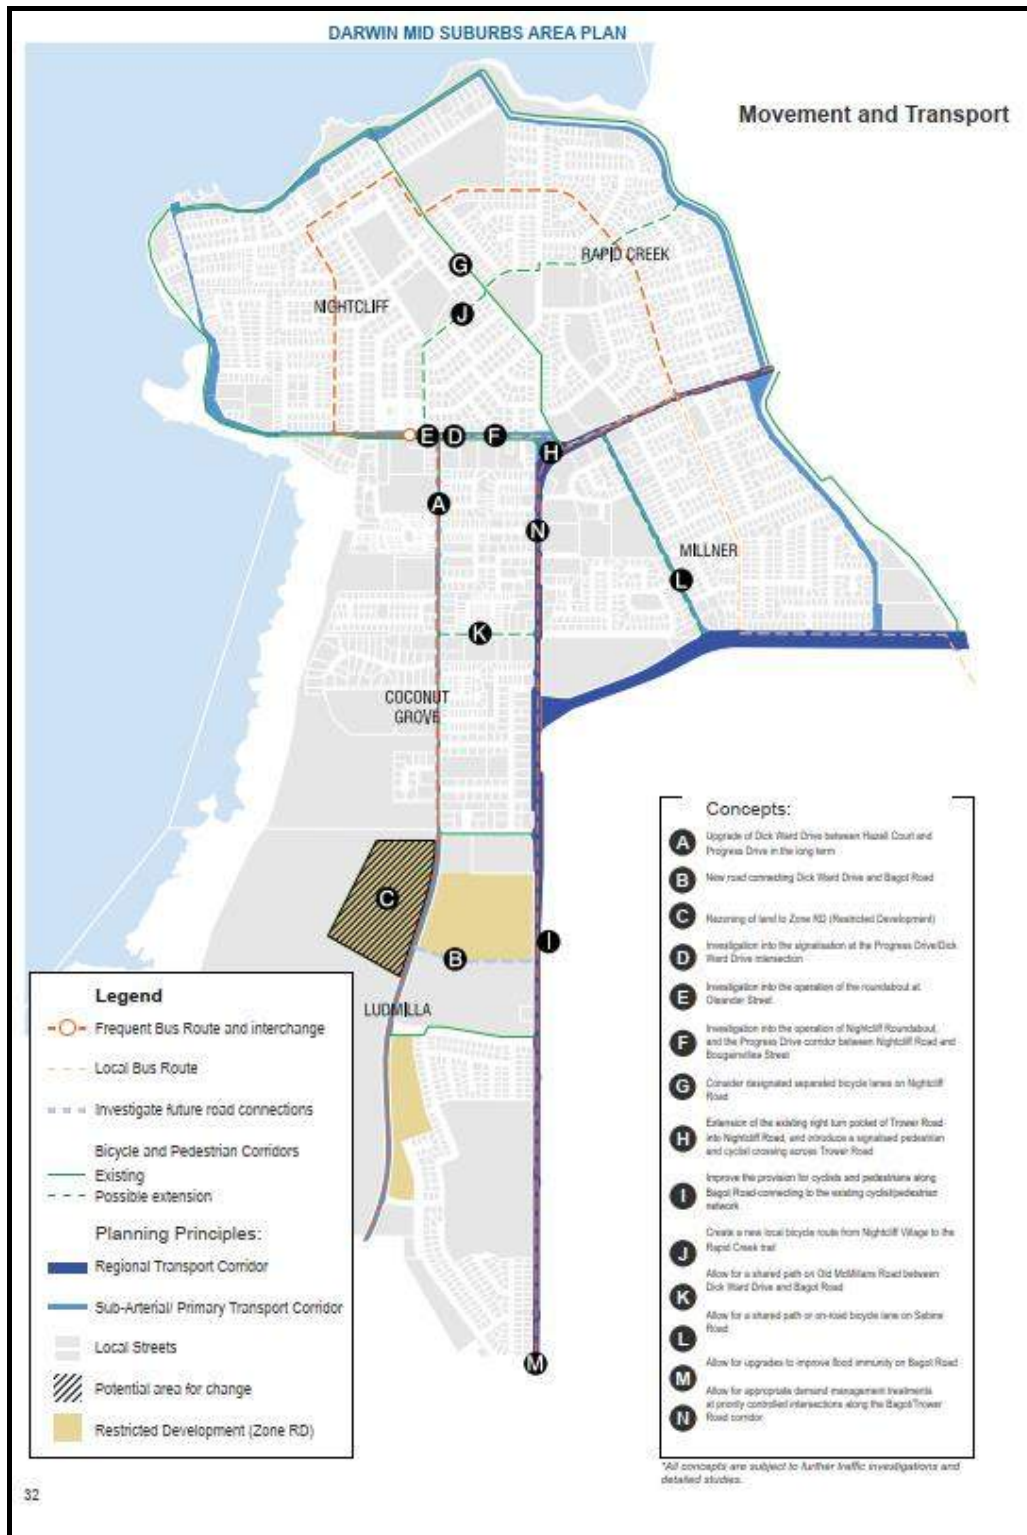 DARWIN MID SUBURBS AREA PLAN
Movement and Transport
RAPID CREEK
G
NIGHTCLIFF
J
E
D
F
H
A
N
MILLNER
L
K
COCONUT
GROVE
C
I
B
LUDMILLA
M
Legend
Frequent Bus Route and interchange
Local Bus Route
Investigate future road connections
Bicycle and Pedestrian Corridors
Existing
Possible extension
Planning Principles:
Regional Transport Corridor
Sub-Arterial/ Primary Transport Corridor
Local Streets
Potential area for change
Restricted Development (Zone RD)
Concepts:
A
Upgrade of Dick Ward Drive between Hazell Court and
Progress Drive in the long term
B
New road connecting Dick Ward Drive and Bagot Road
C
Rezoning of land to Zone RD (Restricted Development)
D
Investigation into the signalisation at the Progress Drive/Dick
Ward Drive intersection
E
Investigation into the operation of the roundabout at
Oleander Street
F
Investigation into the operation of Nightcliff Roundabout,
and the Progress Drive corridor between Nightcliff Road and
Bougainvillea Street
G
Consider designated separated bicycle lanes on Nightcliff
Road
H
Extension of the existing right turn pocket of Trower Road
into Nightcliff Road, and introduce a signalised pedestrian
and cyclist crossing across Trower Road
I
Improve the provision for cyclists and pedestrians along
Bagot Road connecting to the existing cyclist/pedestrian
network
J
Create a new local bicycle route from Nightcliff Village to the
Rapid Creek trail
K
Allow for a shared path on Old McMillans Road between
Dick Ward Drive and Bagot Road
L
Allow for a shared path or on-road bicycle lane on Sabine
Road
M
Allow for upgrades to improve flood immunity on Bagot Road
N
Allow for appropriate demand management treatments
at priority controlled intersections along the Bagot/Trower
Road corridor
*All concepts are subject to further traffic investigations and
detailed studies.
32